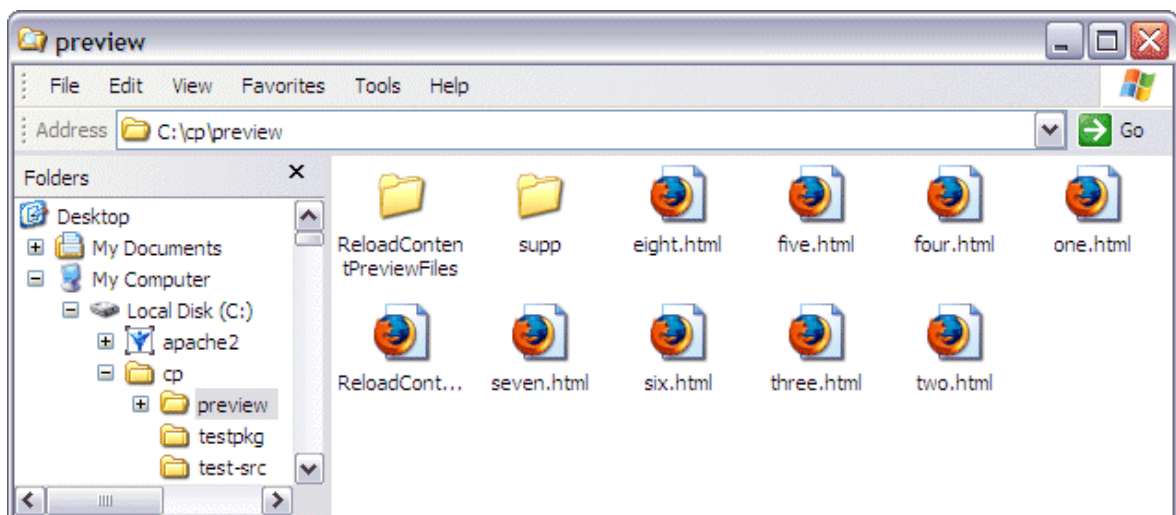 preview
File Edit View Favorites Tools Help
Address C:\cp\preview Go
Folders
Desktop
My Documents
My Computer
Local Disk (C:)
apache2
cp
preview
testpkg
test-src
ReloadConten
tPreviewFiles
supp
eight.html
five.html
four.html
one.html
ReloadCont...
seven.html
six.html
three.html
two.html